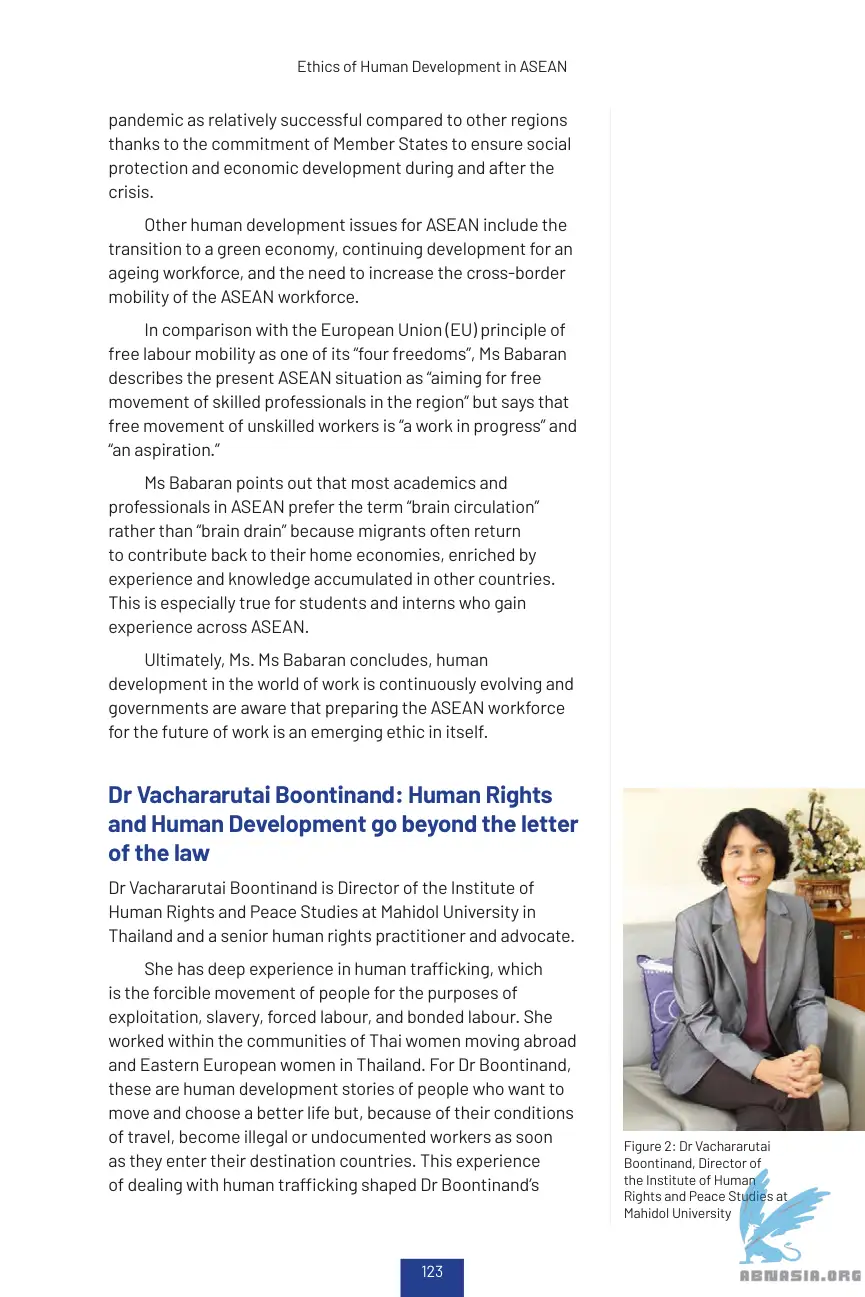 Ethics of Human Development in ASEAN
pandemic as relatively successful compared to other regions
thanks to the commitment of Member States to ensure social
protection and economic development during and after the
crisis.
Other human development issues for ASEAN include the
transition to a green economy, continuing development for an
ageing workforce, and the need to increase the cross-border
mobility of the ASEAN workforce.
In comparison with the European Union (EU) principle of
free labour mobility as one of its “four freedoms”, Ms Babaran
describes the present ASEAN situation as “aiming for free
movement of skilled professionals in the region” but says that
free movement of unskilled workers is “a work in progress” and
“an aspiration.”
Ms Babaran points out that most academics and
professionals in ASEAN prefer the term “brain circulation”
rather than “brain drain” because migrants often return
to contribute back to their home economies, enriched by
experience and knowledge accumulated in other countries.
This is especially true for students and interns who gain
experience across ASEAN.
Ultimately, Ms. Ms Babaran concludes, human
development in the world of work is continuously evolving and
governments are aware that preparing the ASEAN workforce
for the future of work is an emerging ethic in itself.
Dr Vachararutai Boontinand: Human Rights
and Human Development go beyond the letter
of the law
Dr Vachararutai Boontinand is Director of the Institute of
Human Rights and Peace Studies at Mahidol University in
Thailand and a senior human rights practitioner and advocate.
She has deep experience in human trafficking, which
is the forcible movement of people for the purposes of
exploitation, slavery, forced labour, and bonded labour. She
worked within the communities of Thai women moving abroad
and Eastern European women in Thailand. For Dr Boontinand,
these are human development stories of people who want to
move and choose a better life but, because of their conditions
of travel, become illegal or undocumented workers as soon
as they enter their destination countries. This experience
of dealing with human trafficking shaped Dr Boontinand’s
Figure 2: Dr Vachararutai
Boontinand, Director of
the Institute of Human
Rights and Peace Studies at
Mahidol University
123
ABNASIA.ORG